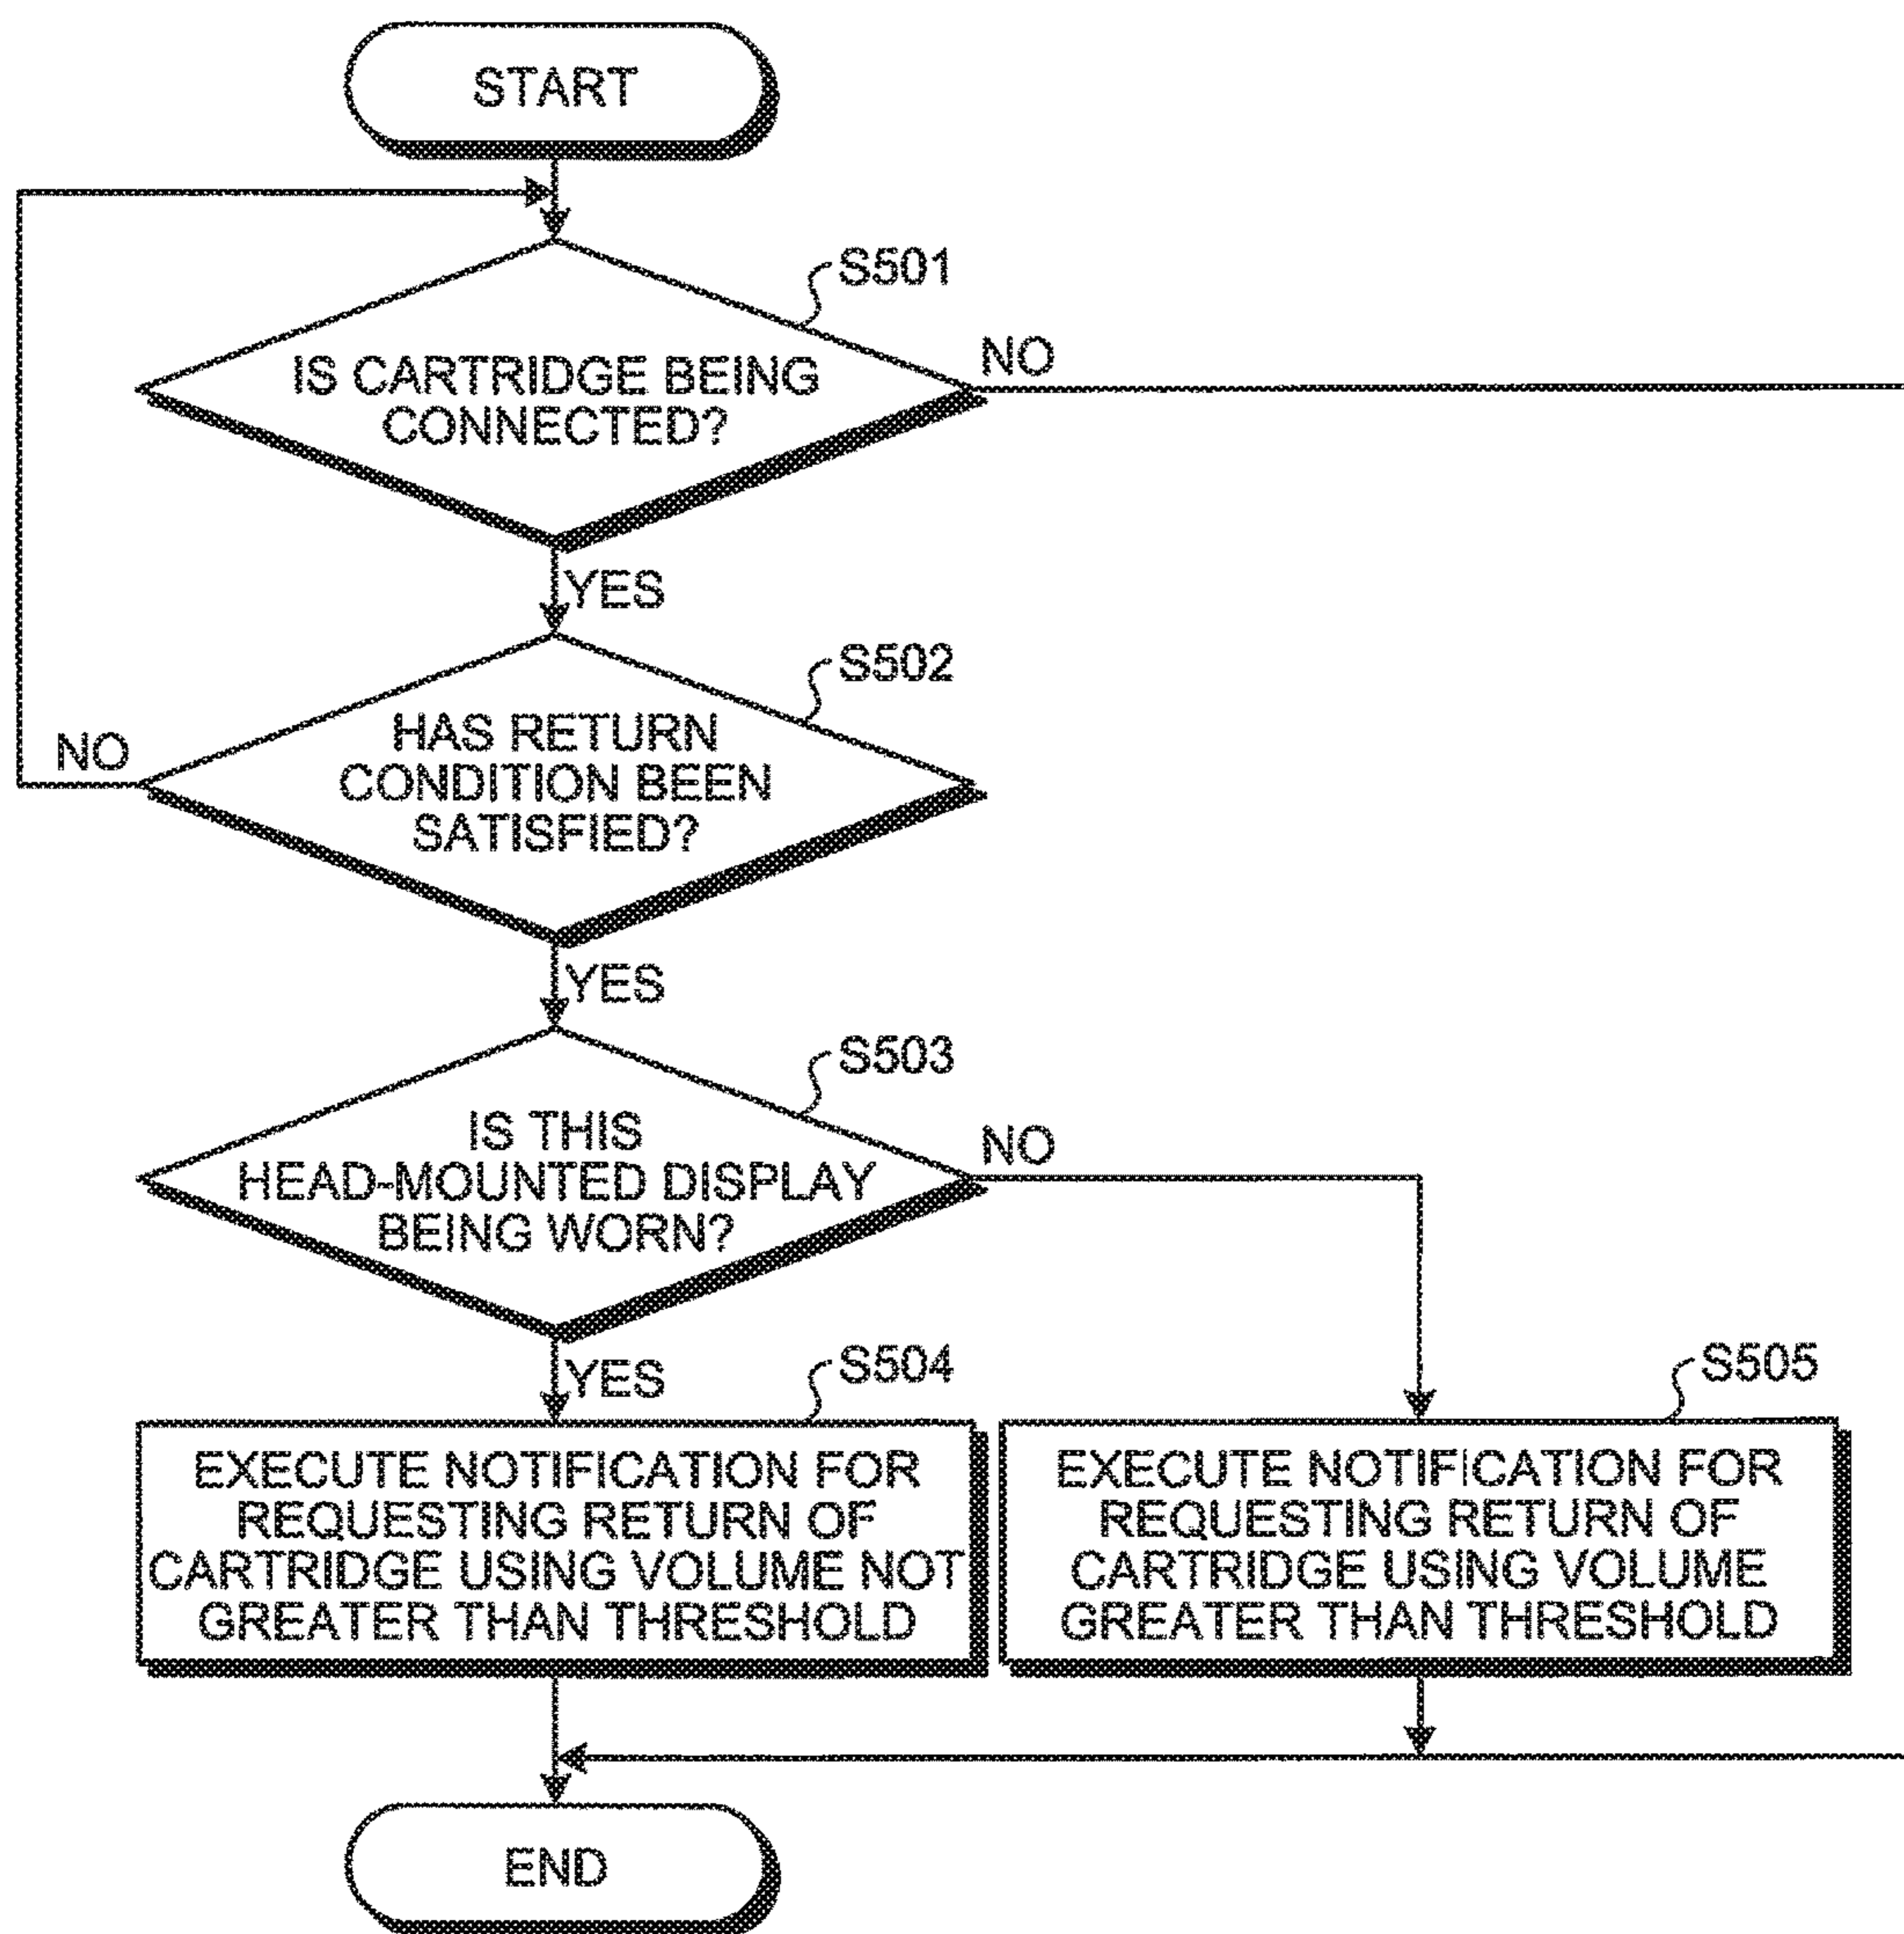 START
S501
IS CARTRIDGE BEING
CONNECTED?
NO
YES
S502
HAS RETURN
CONDITION BEEN
SATISFIED?
NO
YES
S503
IS THIS
HEAD-MOUNTED DISPLAY
BEING WORN?
NO
YES
S504
EXECUTE NOTIFICATION FOR
REQUESTING RETURN OF
CARTRIDGE USING VOLUME NOT
GREATER THAN THRESHOLD
S505
EXECUTE NOTIFICATION FOR
REQUESTING RETURN OF
CARTRIDGE USING VOLUME
GREATER THAN THRESHOLD
END